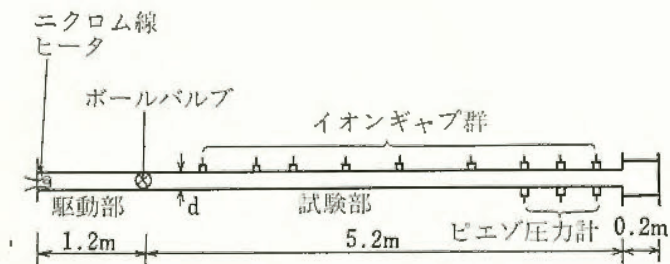 ニクロム線
ヒータ
ボールバルブ
イオンギャプ群
駆動部
d
試験部
ピエゾ圧力計
0.2m
1.2m
5.2m